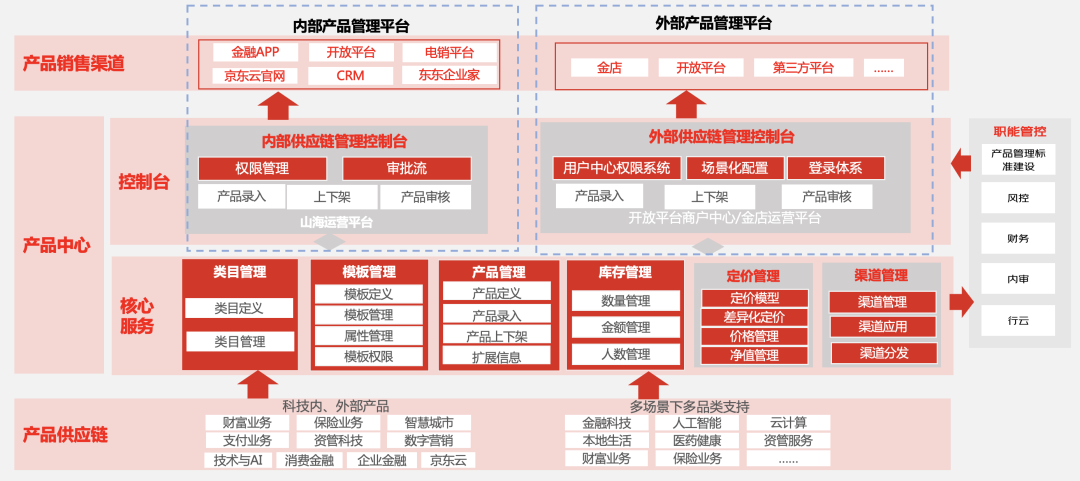 内部产品管理平台
外部产品管理平台
产品销售渠道
金融APP
开放平台
电销平台
京东云官网
CRM
东东企业家
金店
开放平台
第三方平台
......
产品中心
控制台
内部供应链管理控制台
权限管理
审批流
产品录入
上下架
产品审核
山海运营平台
外部供应链管理控制台
用户中心权限系统
场景化配置
登录体系
产品录入
上下架
产品审核
开放平台商户中心/金店运营平台
核心
服务
类目管理
类目定义
类目管理
模板管理
模板定义
模板管理
属性管理
模板权限
产品管理
产品定义
产品录入
产品上下架
扩展信息
库存管理
数量管理
金额管理
人数管理
定价管理
定价模型
差异化定价
价格管理
净值管理
渠道管理
渠道管理
渠道应用
渠道分发
职能管控
产品管理标
准建设
风控
财务
内审
行云
产品供应链
科技内、外部产品
财富业务
保险业务
智慧城市
支付业务
资管科技
数字营销
技术与AI
消费金融
企业金融
京东云
多场景下多品类支持
金融科技
人工智能
云计算
本地生活
医药健康
资管服务
财富业务
保险业务
......